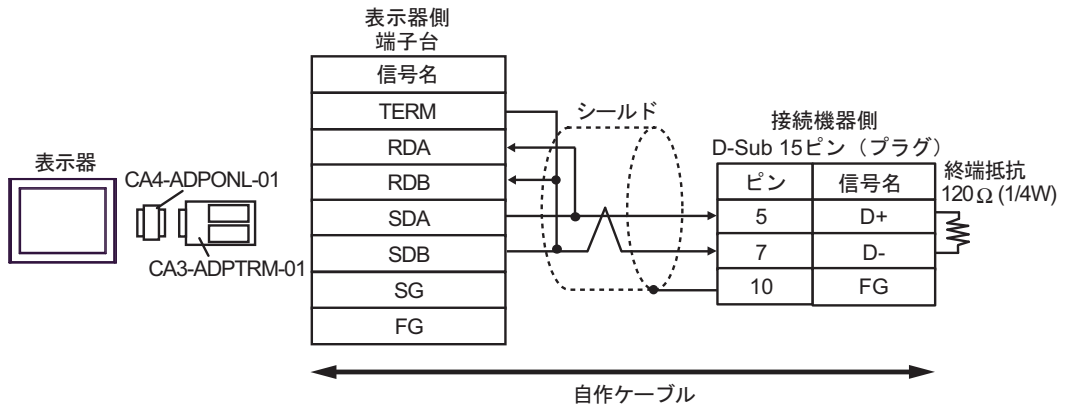 表示器側
端子台
信号名
TERM
RDA
RDB
SDA
SDB
SG
FG
シールド
接続機器側
D-Sub 15ピン（プラグ）
ピン 信号名
5 D+
7 D-
10 FG
終端抵抗
120Ω (1/4W)
表示器
CA4-ADPONL-01
CA3-ADPTRM-01
自作ケーブル